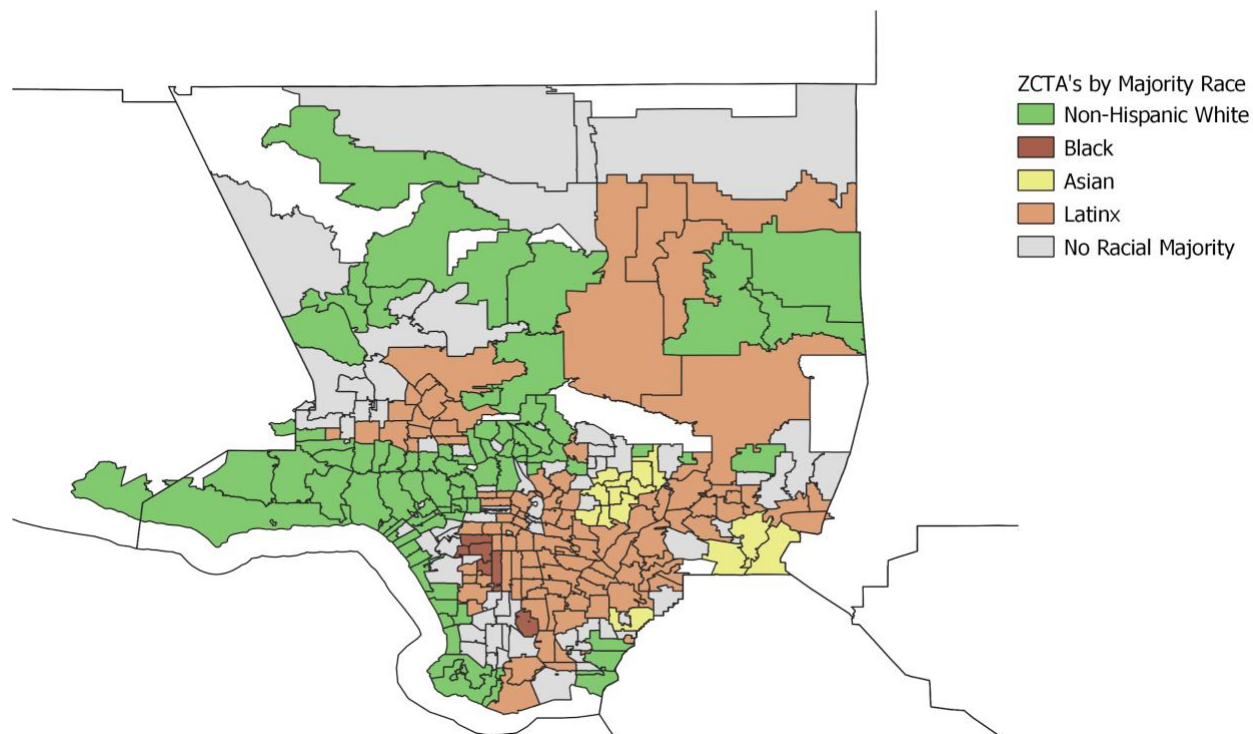 ZCTA's by Majority Race
Non-Hispanic White
Black
Asian
Latinx
No Racial Majority